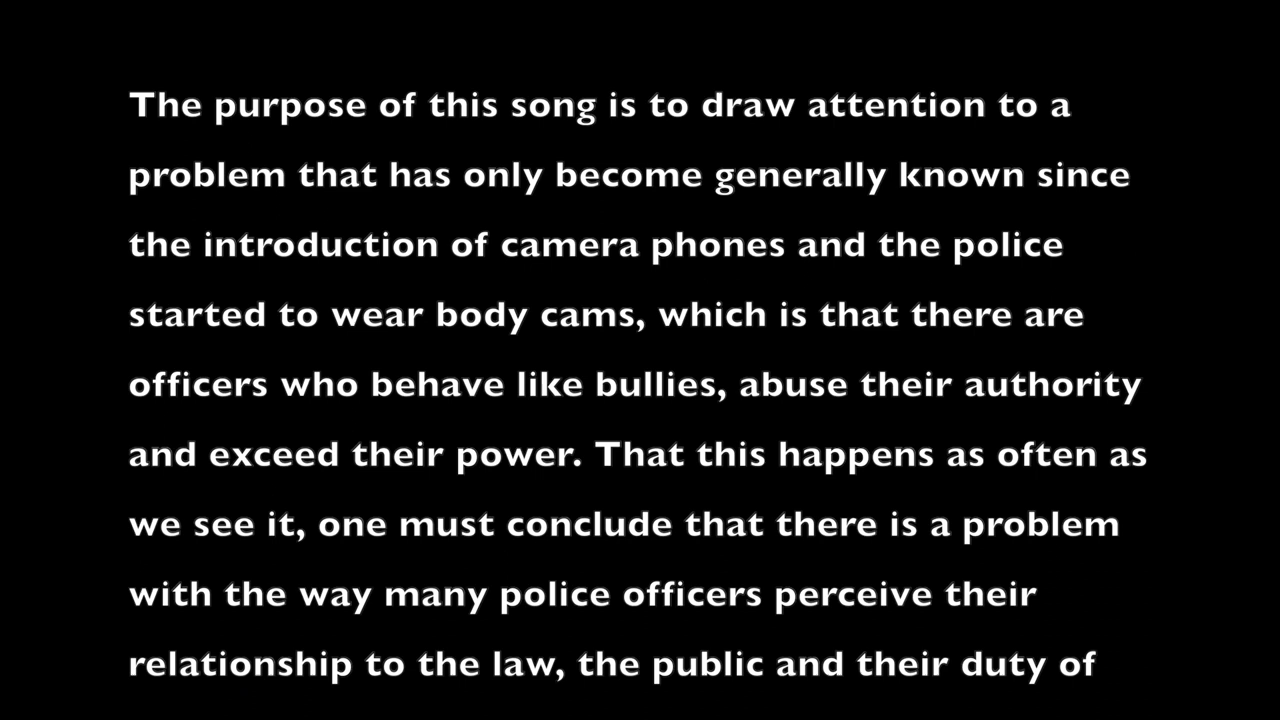 The purpose of this song is to draw attention to a
problem that has only become generally known since
the introduction of camera phones and the police
started to wear body cams, which is that there are
officers who behave like bullies, abuse their authority
and exceed their power. That this happens as often as
we see it, one must conclude that there is a problem
with the way many police officers perceive their
relationship to the law, the public and their duty of